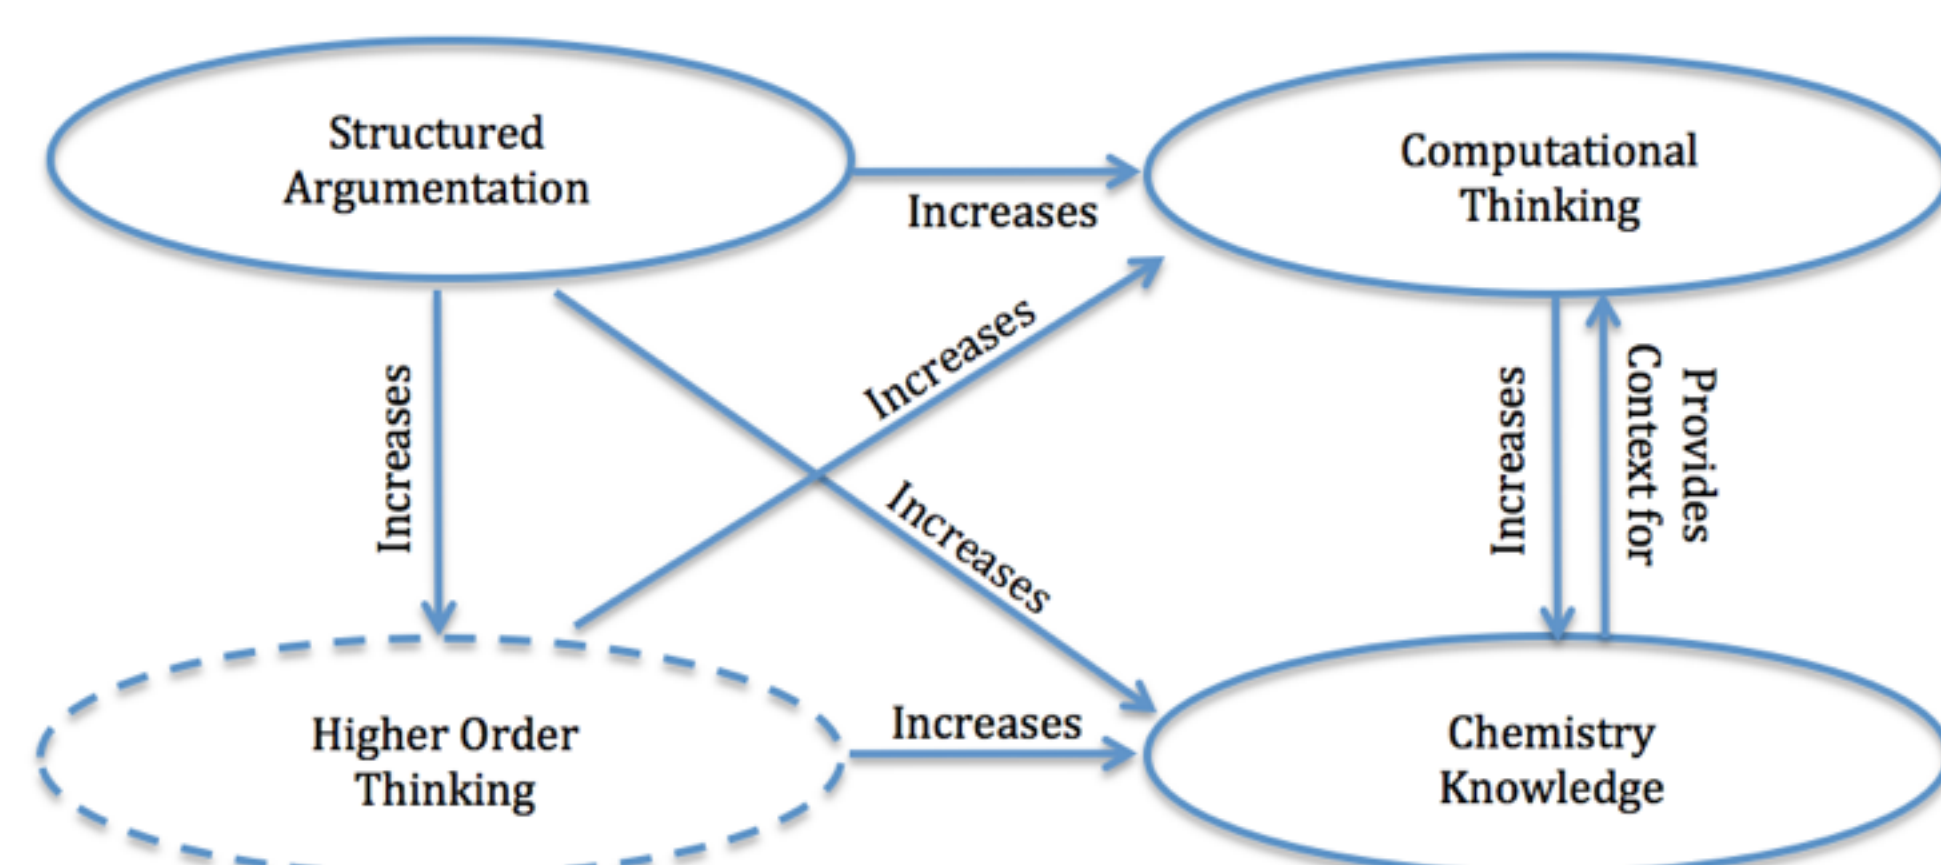 Structured
Argumentation
Computational
Thinking
Increases
Increases
Increases
Increases
Increases
Provides
Context for
Higher Order
Thinking
Increases
Chemistry
Knowledge